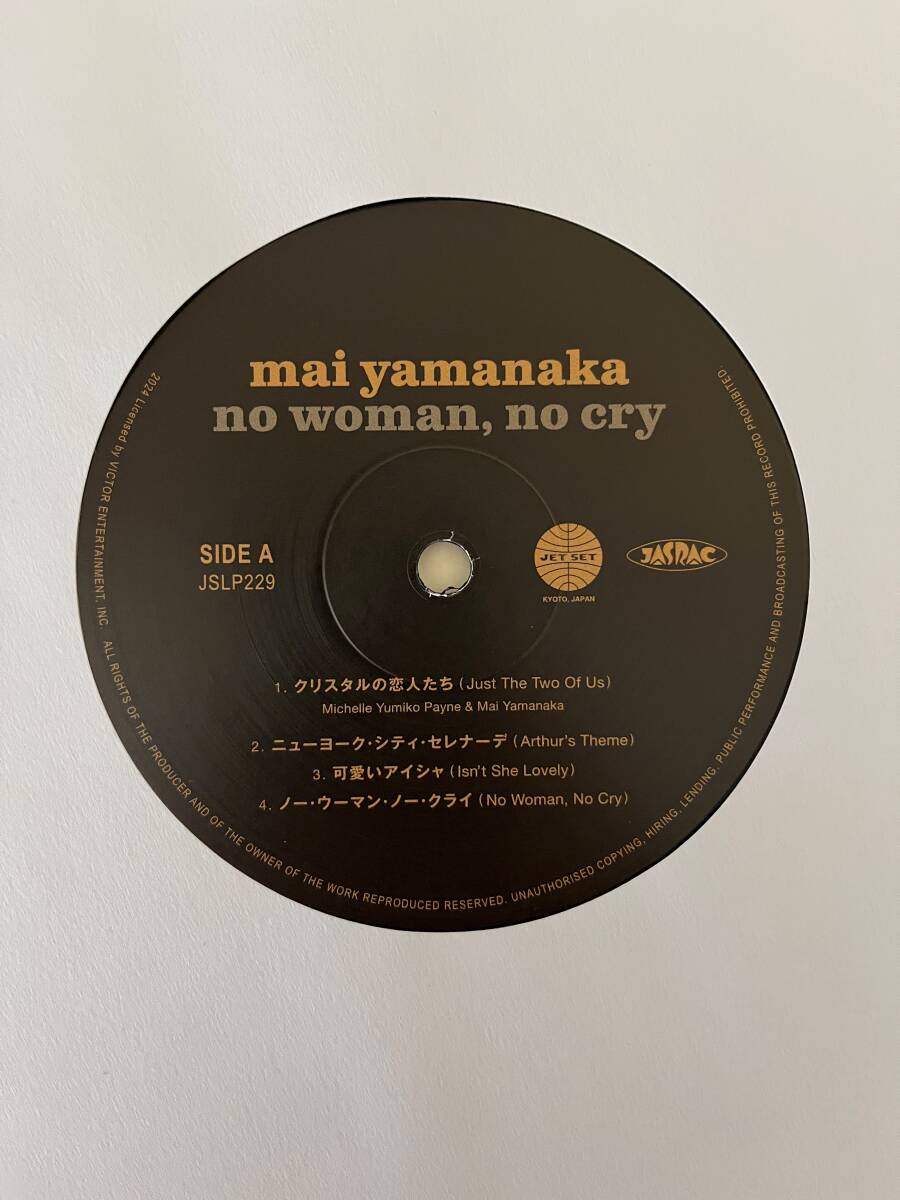 mai yamanaka
no woman, no cry
SIDE A
JSLP229
JET SET
KYOTO, JAPAN
JASRAC
1. クリスタルの恋人たち (Just The Two Of Us)
Michelle Yumiko Payne & Mai Yamanaka
2. ニューヨーク・シティ・セレナーデ (Arthur's Theme)
3. 可愛いアイシャ (Isn't She Lovely)
4. ノー・ウーマン・ノー・クライ (No Woman, No Cry)
2024 Licensed by VICTOR ENTERTAINMENT, INC. ALL RIGHTS OF THE PRODUCER AND OF THE OWNER OF THE WORK REPRODUCED RESERVED. UNAUTHORISED COPYING, HIRING, LENDING, PUBLIC PERFORMANCE AND BROADCASTING OF THIS RECORD PROHIBITED.